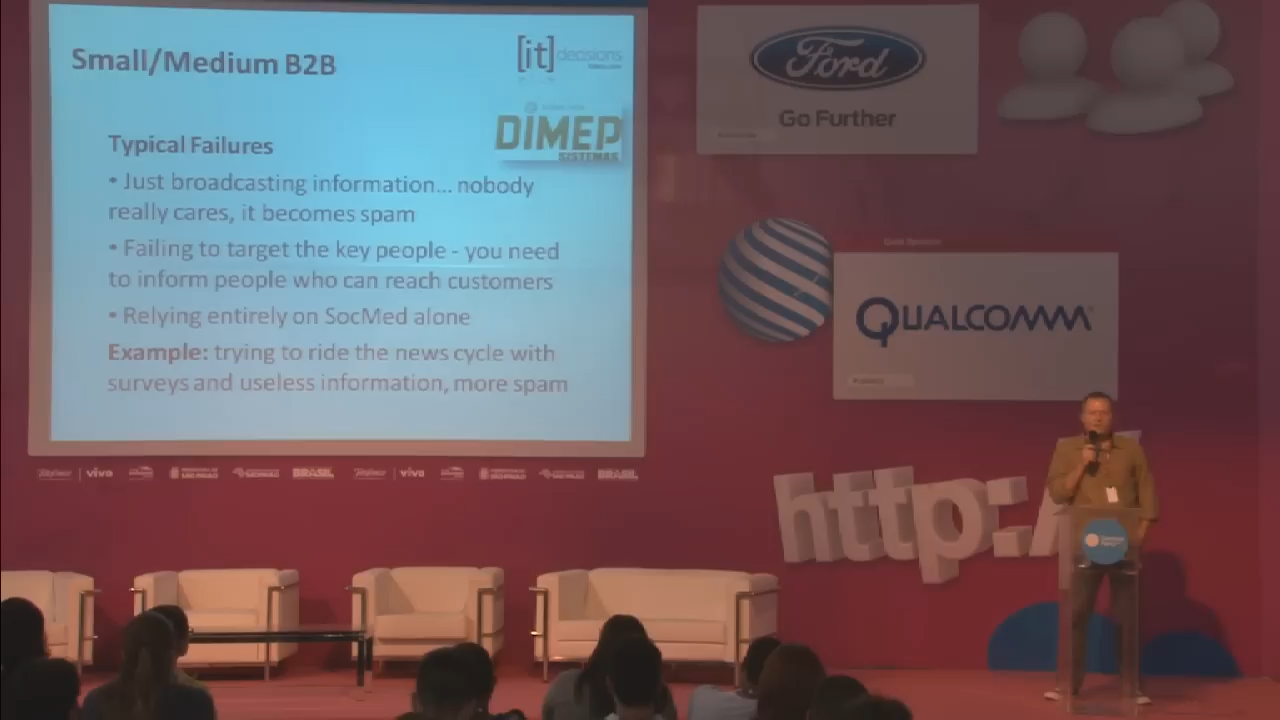 Small/Medium B2B
[it] decisions
DIMEP
SISTEMAS
Typical Failures
• Just broadcasting information... nobody
really cares, it becomes spam
• Failing to target the key people - you need
to inform people who can reach customers
• Relying entirely on SocMed alone
Example: trying to ride the news cycle with
surveys and useless information, more spam
Ford
Go Further
QUALCOMM
vivo
BRASIL
vivo
BRASIL
http:/